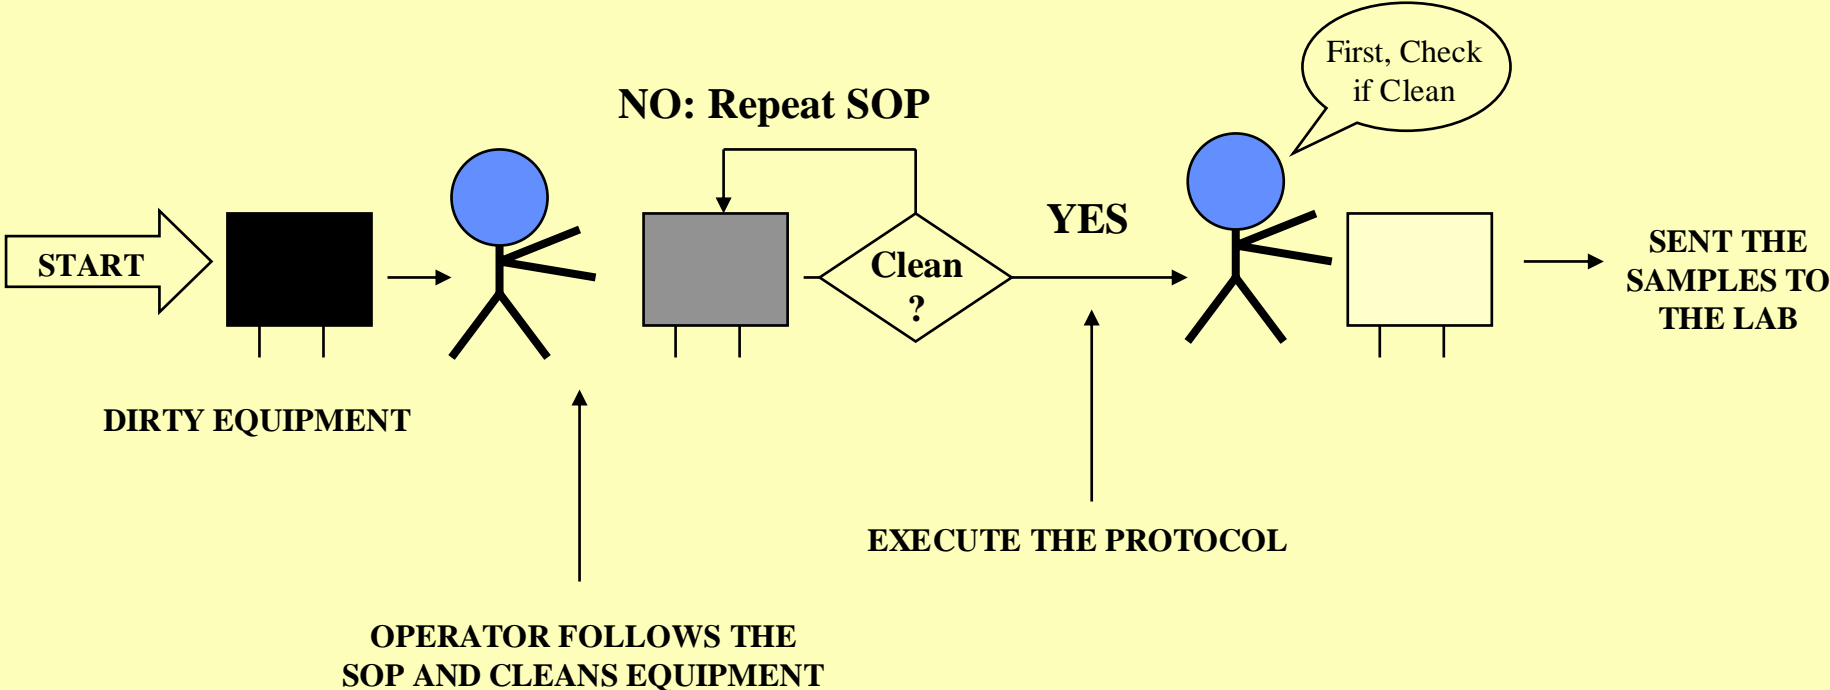 First, Check
if Clean
NO: Repeat SOP
YES
START
Clean
?
SENT THE
SAMPLES TO
THE LAB
DIRTY EQUIPMENT
EXECUTE THE PROTOCOL
OPERATOR FOLLOWS THE
SOP AND CLEANS EQUIPMENT